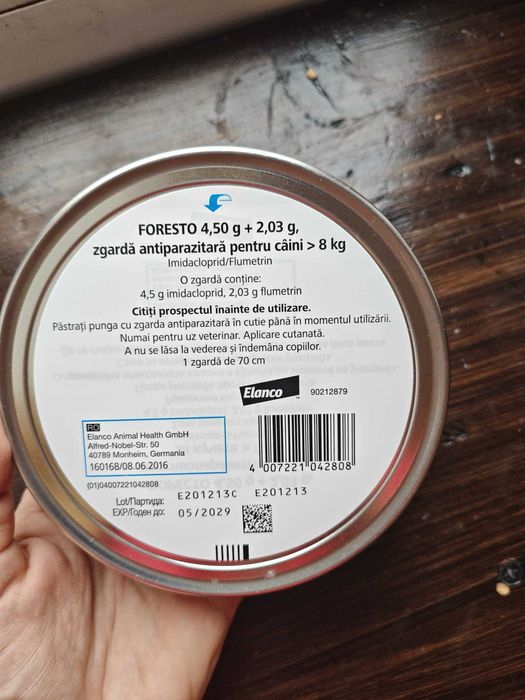 FORESTO 4,50 g + 2,03 g,
zgardă antiparazitară pentru câini > 8 kg
Imidacloprid/Flumetrin
O zgardă conține:
4,5 g imidacloprid, 2,03 g flumetrin
Citiți prospectul înainte de utilizare.
Păstrați punga cu zgarda antiparazitară în cutie până în momentul utilizării.
Numai pentru uz veterinar. Aplicare cutanată.
A nu se lăsa la vederea și îndemâna copiilor.
1 zgardă de 70 cm
Elanco™ 90212879
RO
Elanco Animal Health GmbH
Alfred-Nobel-Str. 50
40789 Monheim, Germania
160168/08.06.2016
4 007221 042808
(01)04007221042808
Lot/Партида: E201213C E201213
EXP/Годен до: 05/2029